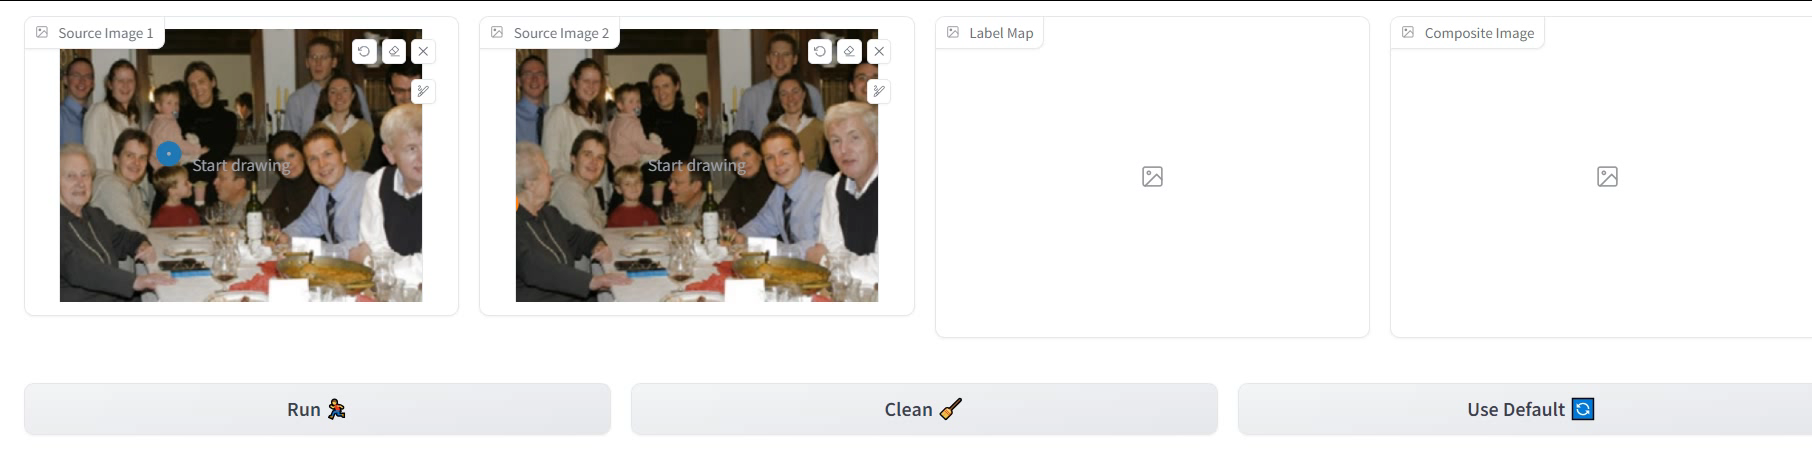 Source Image 1
Source Image 2
Label Map
Composite Image
Start drawing
Start drawing
Run
Clean
Use Default